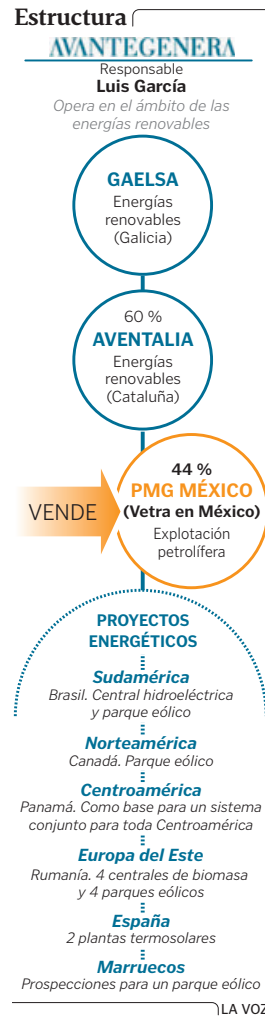 Estructura
AVANTEGENERA
Responsable
Luis García
Opera en el ámbito de las
energías renovables
GAELSA
Energías
renovables
(Galicia)
60 %
AVENTALIA
Energías
renovables
(Cataluña)
44 %
PMG MÉXICO
(Vetra en México)
Explotación
petrolífera
VENDE
PROYECTOS
ENERGÉTICOS
Sudamérica
Brasil. Central hidroeléctrica
y parque eólico
Norteamérica
Canadá. Parque eólico
Centroamérica
Panamá. Como base para un sistema
conjunto para toda Centroamérica
Europa del Este
Rumanía. 4 centrales de biomasa
y 4 parques eólicos
España
2 plantas termosolares
Marruecos
Prospecciones para un parque eólico
LA VOZ